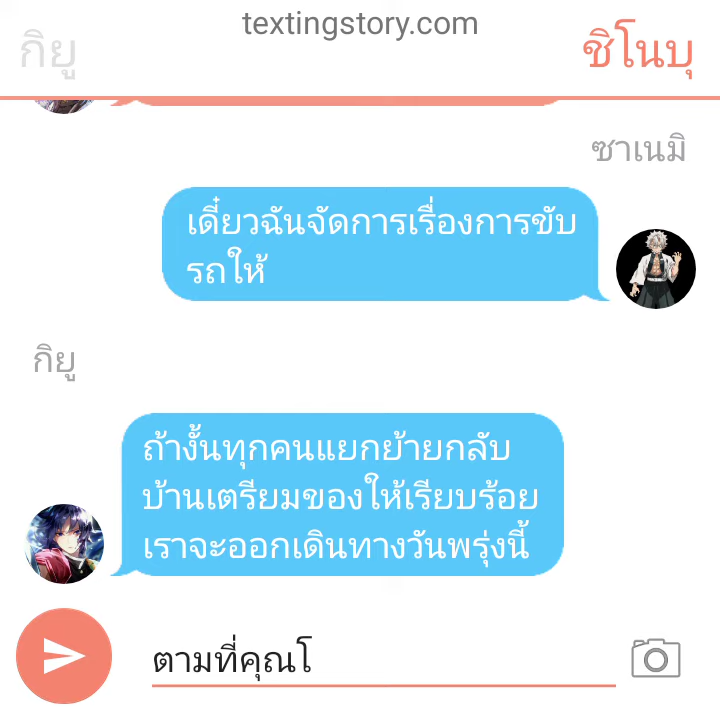 textingstory.com
กิยู
ชิโนบุ
ซาเนมิ
เดี๋ยวฉันจัดการเรื่องการขับ
รถให้
กิยู
ถ้างั้นทุกคนแยกย้ายกลับ
บ้านเตรียมของให้เรียบร้อย
เราจะออกเดินทางวันพรุ่งนี้
ตามที่คุณโ